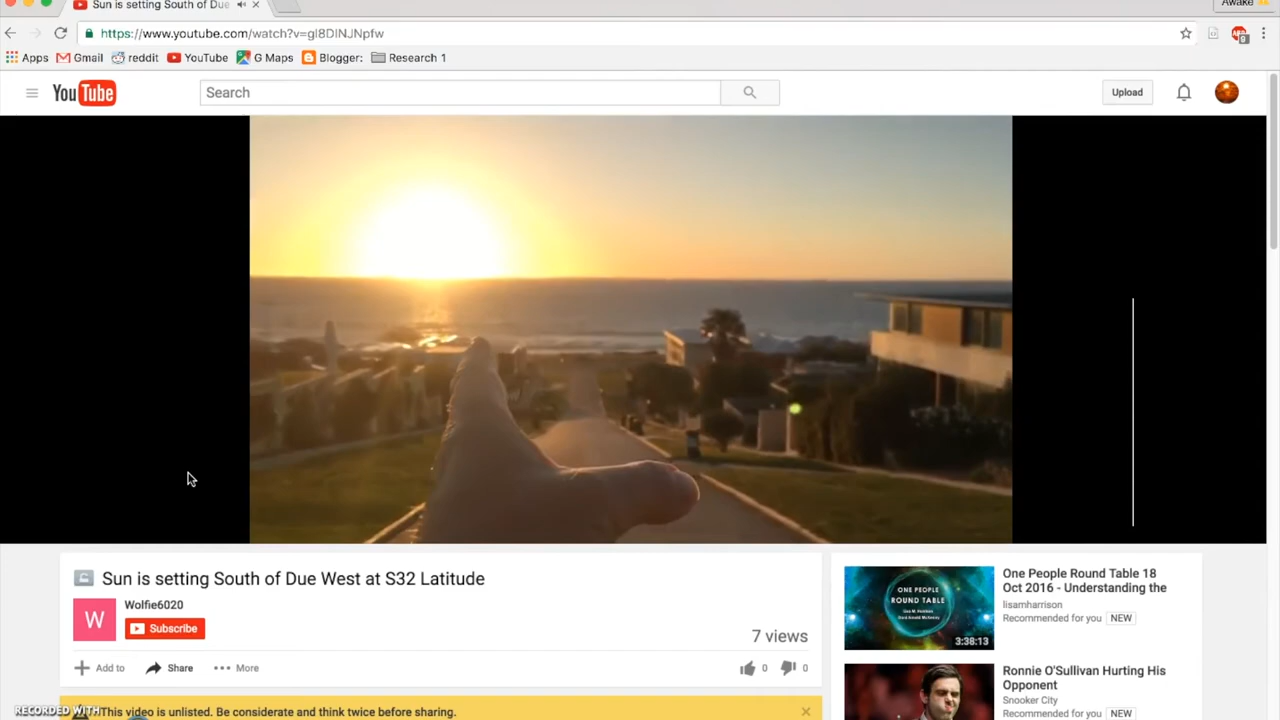 Awake
Sun is setting South of Due
https://www.youtube.com/watch?v=gI8DINJNpfw
Apps Gmail reddit YouTube G Maps Blogger: Research 1
YouTube Search Upload
Sun is setting South of Due West at S32 Latitude
W Wolfie6020
Subscribe
7 views
Add to Share More 0 0
This video is unlisted. Be considerate and think twice before sharing.
RECORDED WITH
ONE PEOPLE
ROUND TABLE
3:38:13
One People Round Table 18
Oct 2016 - Understanding the
lisamharrison
Recommended for you NEW
Ronnie O'Sullivan Hurting His
Opponent
Snooker City
Recommended for you NEW